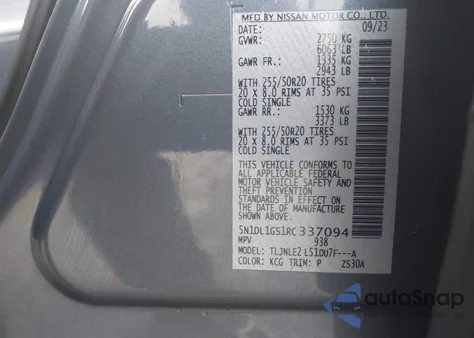 MFD BY NISSAN MOTOR CO., LTD.
DATE: 09/23
GVWR: 2750 KG
6063 LB
GAWR FR.: 1335 KG
2943 LB
WITH 255/50R20 TIRES
20 x 8.0 RIMS AT 35 PSI
COLD SINGLE
GAWR RR.: 1530 KG
3373 LB
WITH 255/50R20 TIRES
20 x 8.0 RIMS AT 35 PSI
COLD SINGLE
THIS VEHICLE CONFORMS TO
ALL APPLICABLE FEDERAL
MOTOR VEHICLE SAFETY AND
THEFT PREVENTION
STANDARDS IN EFFECT ON
THE DATE OF MANUFACTURE
SHOWN ABOVE.
5N1DL1GS1RC337094
MPV 938
MODEL: TLJNLE2 L51DU7F---A
COLOR: KCG TRIM: P ZS30A
autoSnap